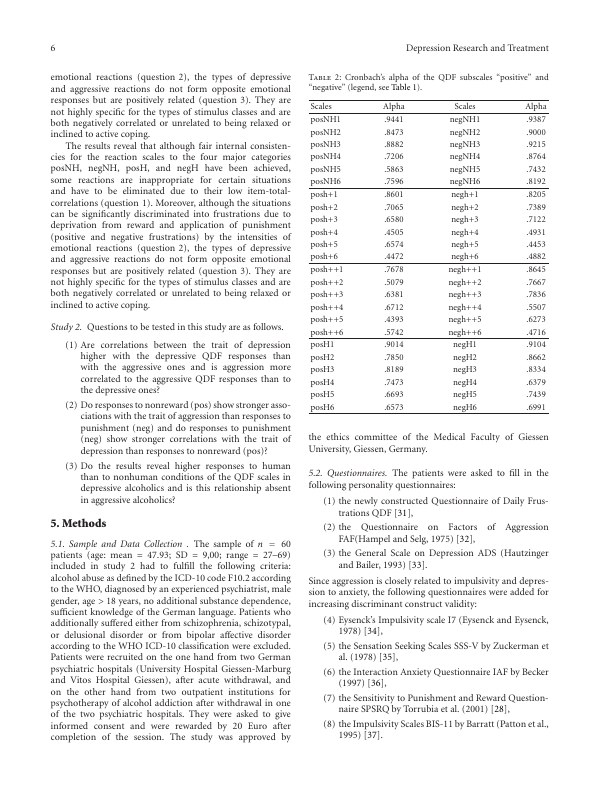 6
Depression Research and Treatment
emotional reactions (question 2), the types of depressive
and aggressive reactions do not form opposite emotional
responses but are positively related (question 3). They are
not highly specific for the types of stimulus classes and are
both negatively correlated or unrelated to being relaxed or
inclined to active coping.
The results reveal that although fair internal consisten-
cies for the reaction scales to the four major categories
posNH, negNH, posH, and negH have been achieved,
some reactions are inappropriate for certain situations
and have to be eliminated due to their low item-total-
correlations (question 1). Moreover, although the situations
can be significantly discriminated into frustrations due to
deprivation from reward and application of punishment
(positive and negative frustrations) by the intensities of
emotional reactions (question 2), the types of depressive
and aggressive reactions do not form opposite emotional
responses but are positively related (question 3). They are
not highly specific for the types of stimulus classes and are
both negatively correlated or unrelated to being relaxed or
inclined to active coping.
Study 2. Questions to be tested in this study are as follows.
(1) Are correlations between the trait of depression
higher with the depressive QDF responses than
with the aggressive ones and is aggression more
correlated to the aggressive QDF responses than to
the depressive ones?
(2) Do responses to nonreward (pos) show stronger asso-
ciations with the trait of aggression than responses to
punishment (neg) and do responses to punishment
(neg) show stronger correlations with the trait of
depression than responses to nonreward (pos)?
(3) Do the results reveal higher responses to human
than to nonhuman conditions of the QDF scales in
depressive alcoholics and is this relationship absent
in aggressive alcoholics?
5. Methods
5.1. Sample and Data Collection . The sample of n = 60
patients (age: mean = 47.93; SD = 9,00; range = 27–69)
included in study 2 had to fulfill the following criteria:
alcohol abuse as defined by the ICD-10 code F10.2 according
to the WHO, diagnosed by an experienced psychiatrist, male
gender, age > 18 years, no additional substance dependence,
sufficient knowledge of the German language. Patients who
additionally suffered either from schizophrenia, schizotypal,
or delusional disorder or from bipolar affective disorder
according to the WHO ICD-10 classification were excluded.
Patients were recruited on the one hand from two German
psychiatric hospitals (University Hospital Giessen-Marburg
and Vitos Hospital Giessen), after acute withdrawal, and
on the other hand from two outpatient institutions for
psychotherapy of alcohol addiction after withdrawal in one
of the two psychiatric hospitals. They were asked to give
informed consent and were rewarded by 20 Euro after
completion of the session. The study was approved by
Table 2: Cronbach's alpha of the QDF subscales “positive” and
“negative” (legend, see Table 1).
Scales Alpha Scales Alpha
posNH1 .9441 negNH1 .9387
posNH2 .8473 negNH2 .9000
posNH3 .8882 negNH3 .9215
posNH4 .7206 negNH4 .8764
posNH5 .5863 negNH5 .7432
posNH6 .7596 negNH6 .8192
posh+1 .8601 negh+1 .8205
posh+2 .7065 negh+2 .7389
posh+3 .6580 negh+3 .7122
posh+4 .4505 negh+4 .4931
posh+5 .6574 negh+5 .4453
posh+6 .4472 negh+6 .4882
posh++1 .7678 negh++1 .8645
posh++2 .5079 negh++2 .7667
posh++3 .6381 negh++3 .7836
posh++4 .6712 negh++4 .5507
posh++5 .4393 negh++5 .6273
posh++6 .5742 negh++6 .4716
posH1 .9014 negH1 .9104
posH2 .7850 negH2 .8662
posH3 .8189 negH3 .8334
posH4 .7473 negH4 .6379
posH5 .6693 negH5 .7439
posH6 .6573 negH6 .6991
the ethics committee of the Medical Faculty of Giessen
University, Giessen, Germany.
5.2. Questionnaires. The patients were asked to fill in the
following personality questionnaires:
(1) the newly constructed Questionnaire of Daily Frus-
trations QDF [31],
(2) the Questionnaire on Factors of Aggression
FAF(Hampel and Selg, 1975) [32],
(3) the General Scale on Depression ADS (Hautzinger
and Bailer, 1993) [33].
Since aggression is closely related to impulsivity and depres-
sion to anxiety, the following questionnaires were added for
increasing discriminant construct validity:
(4) Eysenck's Impulsivity scale I7 (Eysenck and Eysenck,
1978) [34],
(5) the Sensation Seeking Scales SSS-V by Zuckerman et
al. (1978) [35],
(6) the Interaction Anxiety Questionnaire IAF by Becker
(1997) [36],
(7) the Sensitivity to Punishment and Reward Question-
naire SPSRQ by Torrubia et al. (2001) [28],
(8) the Impulsivity Scales BIS-11 by Barratt (Patton et al.,
1995) [37].